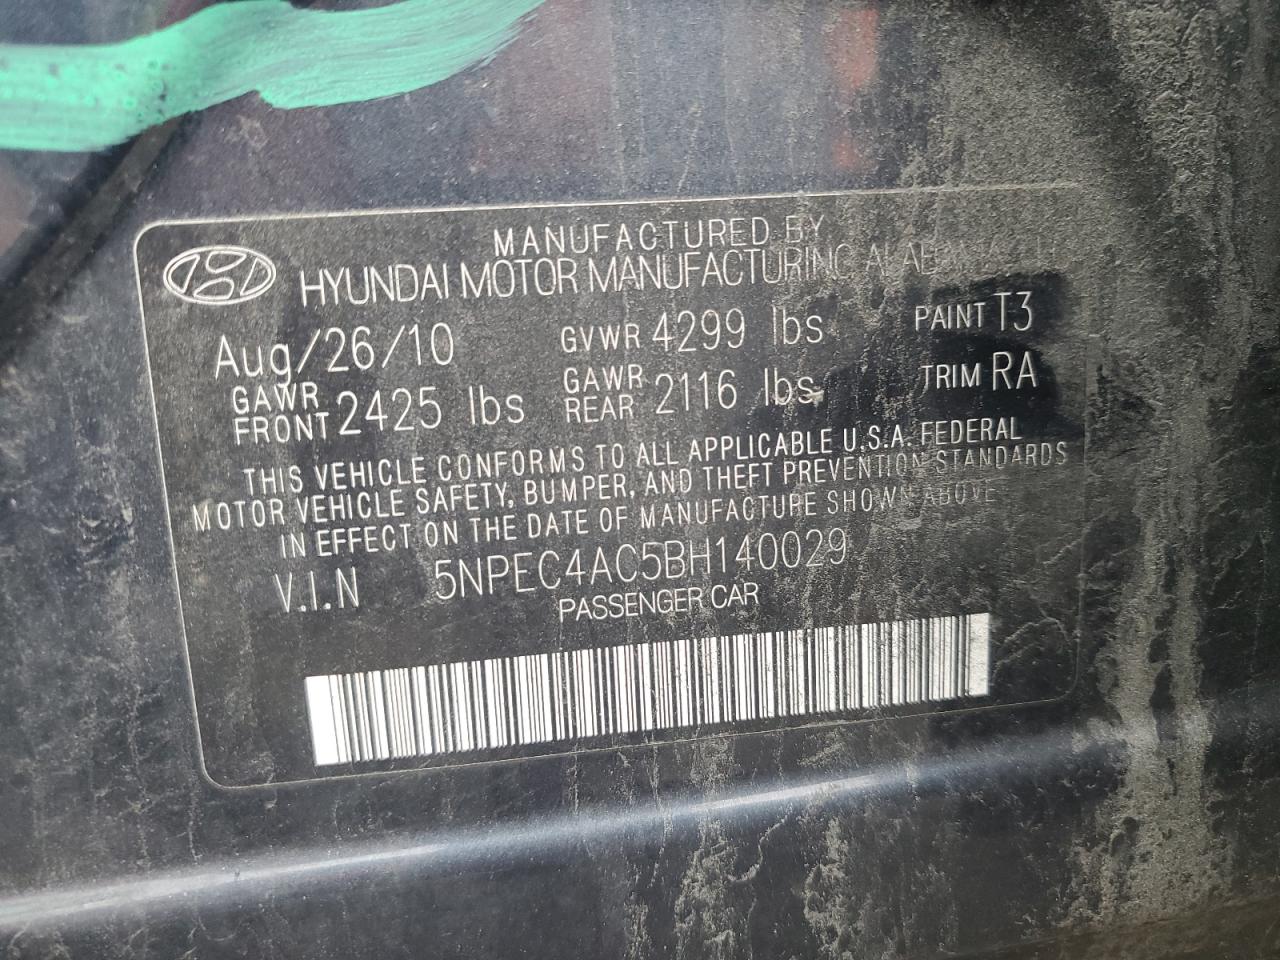 MANUFACTURED BY
HYUNDAI MOTOR MANUFACTURING
Aug/26/10 GVWR 4299 lbs PAINT T3
GAWR FRONT 2425 lbs GAWR REAR 2116 lbs TRIM RA
THIS VEHICLE CONFORMS TO ALL APPLICABLE U.S.A. FEDERAL
MOTOR VEHICLE SAFETY, BUMPER, AND THEFT PREVENTION STANDARDS
IN EFFECT ON THE DATE OF MANUFACTURE SHOWN ABOVE
V.I.N 5NPEC4AC5BH140029
PASSENGER CAR